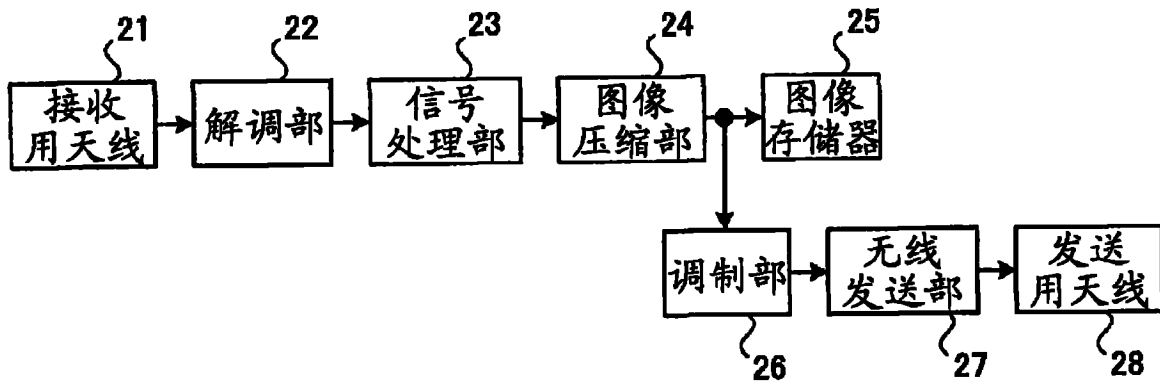 21
22
23
24
25
接收
用天线
解调部
信号
处理部
图像
压缩部
图像
存储器
调制部
无线
发送部
发送
用天线
26
27
28